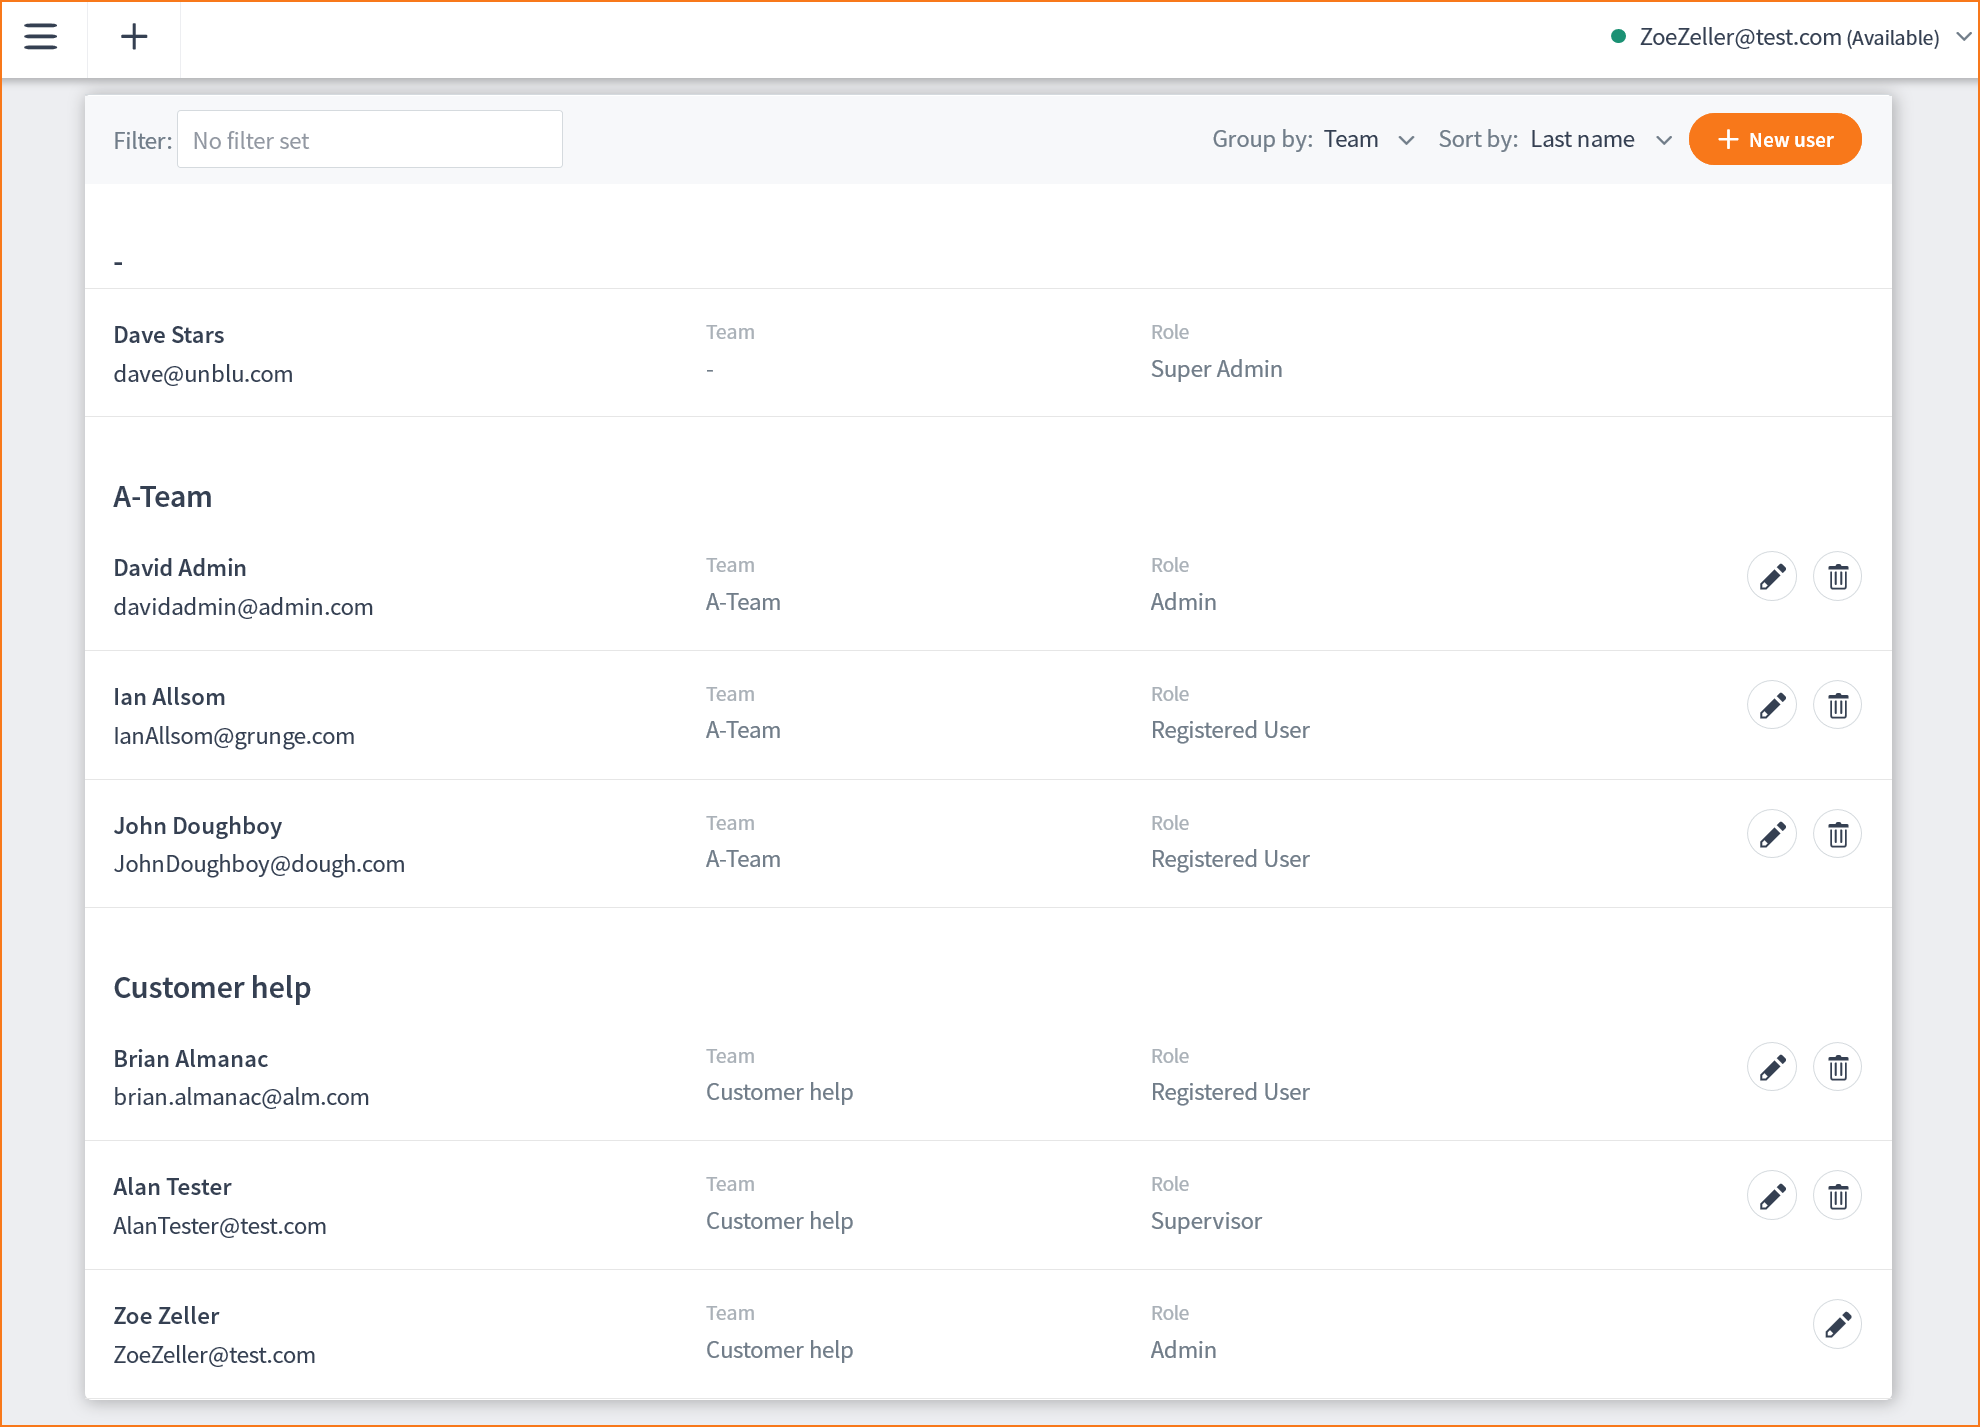 ZoeZeller@test.com (Available)
Filter: No filter set Group by: Team Sort by: Last name + New user
-
Dave Stars Team Role
dave@unblu.com - Super Admin
A-Team
David Admin Team Role
davidadmin@admin.com A-Team Admin
Ian Allsom Team Role
IanAllsom@grunge.com A-Team Registered User
John Doughboy Team Role
JohnDoughboy@dough.com A-Team Registered User
Customer help
Brian Almanac Team Role
brian.almanac@alm.com Customer help Registered User
Alan Tester Team Role
AlanTester@test.com Customer help Supervisor
Zoe Zeller Team Role
ZoeZeller@test.com Customer help Admin